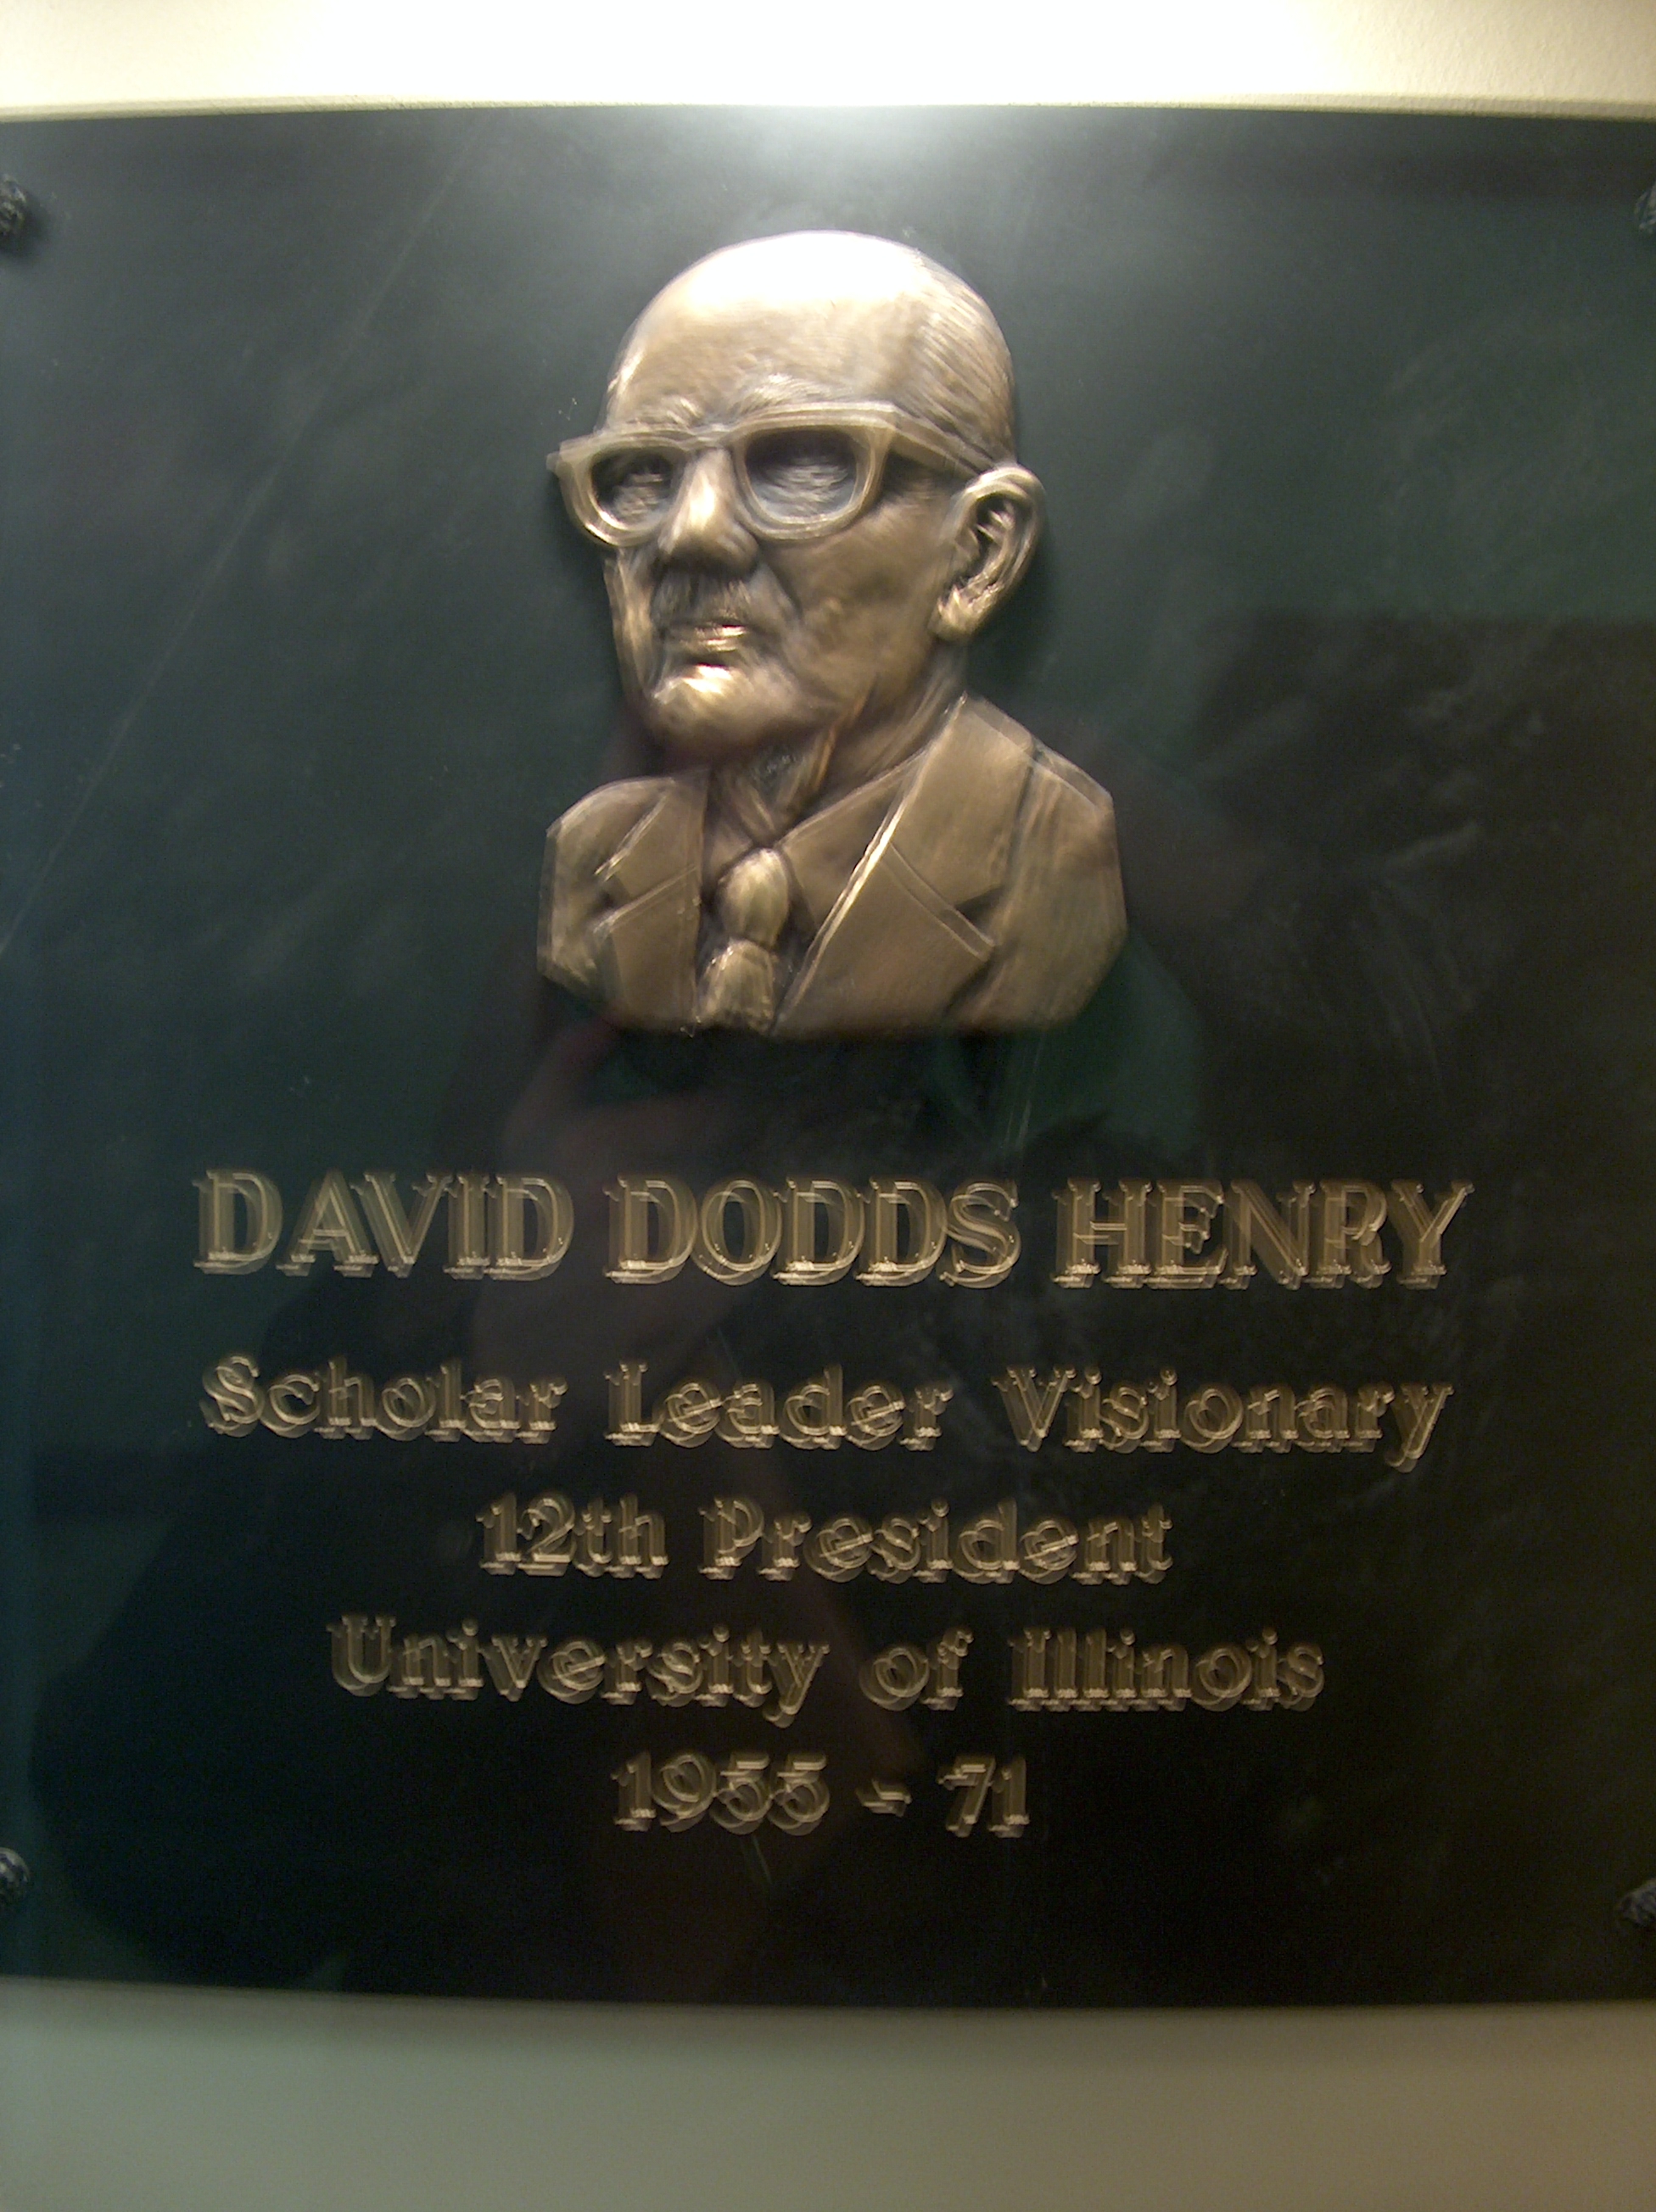 DAVID DODDS HENRY
Scholar Leader Visionary
12th President
University of Illinois
1955 - 71